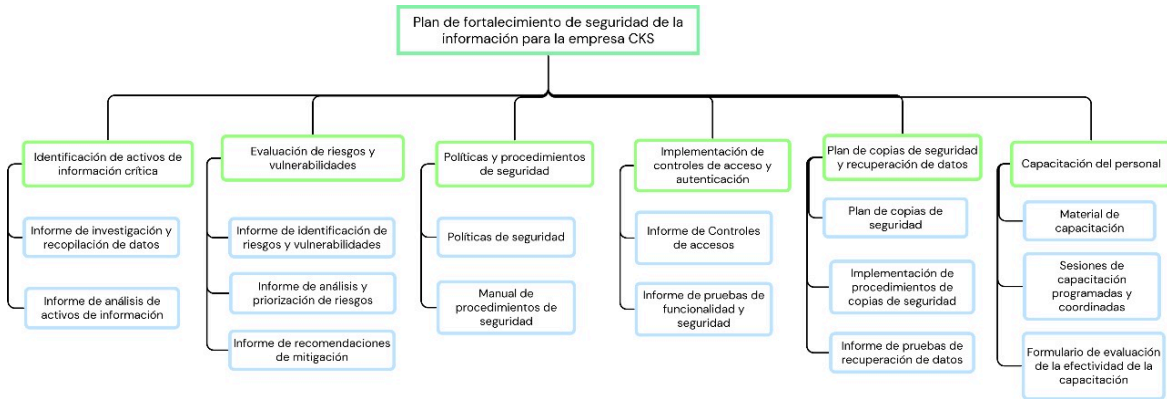 Plan de fortalecimiento de seguridad de la
información para la empresa CKS
Identificación de activos de
información crítica
Informe de investigación y
recopilación de datos
Informe de análisis de
activos de información
Evaluación de riesgos y
vulnerabilidades
Informe de identificación de
riesgos y vulnerabilidades
Informe de análisis y
priorización de riesgos
Informe de recomendaciones
de mitigación
Políticas y procedimientos
de seguridad
Políticas de seguridad
Manual de
procedimientos de
seguridad
Implementación de
controles de acceso y
autenticación
Informe de Controles
de accesos
Informe de pruebas de
funcionalidad y
seguridad
Plan de copias de seguridad
y recuperación de datos
Plan de copias de
seguridad
Implementación de
procedimientos de
copias de seguridad
Informe de pruebas de
recuperación de datos
Capacitación del personal
Material de
capacitación
Sesiones de
capacitación
programadas y
coordinadas
Formulario de evaluación
de la efectividad de la
capacitación